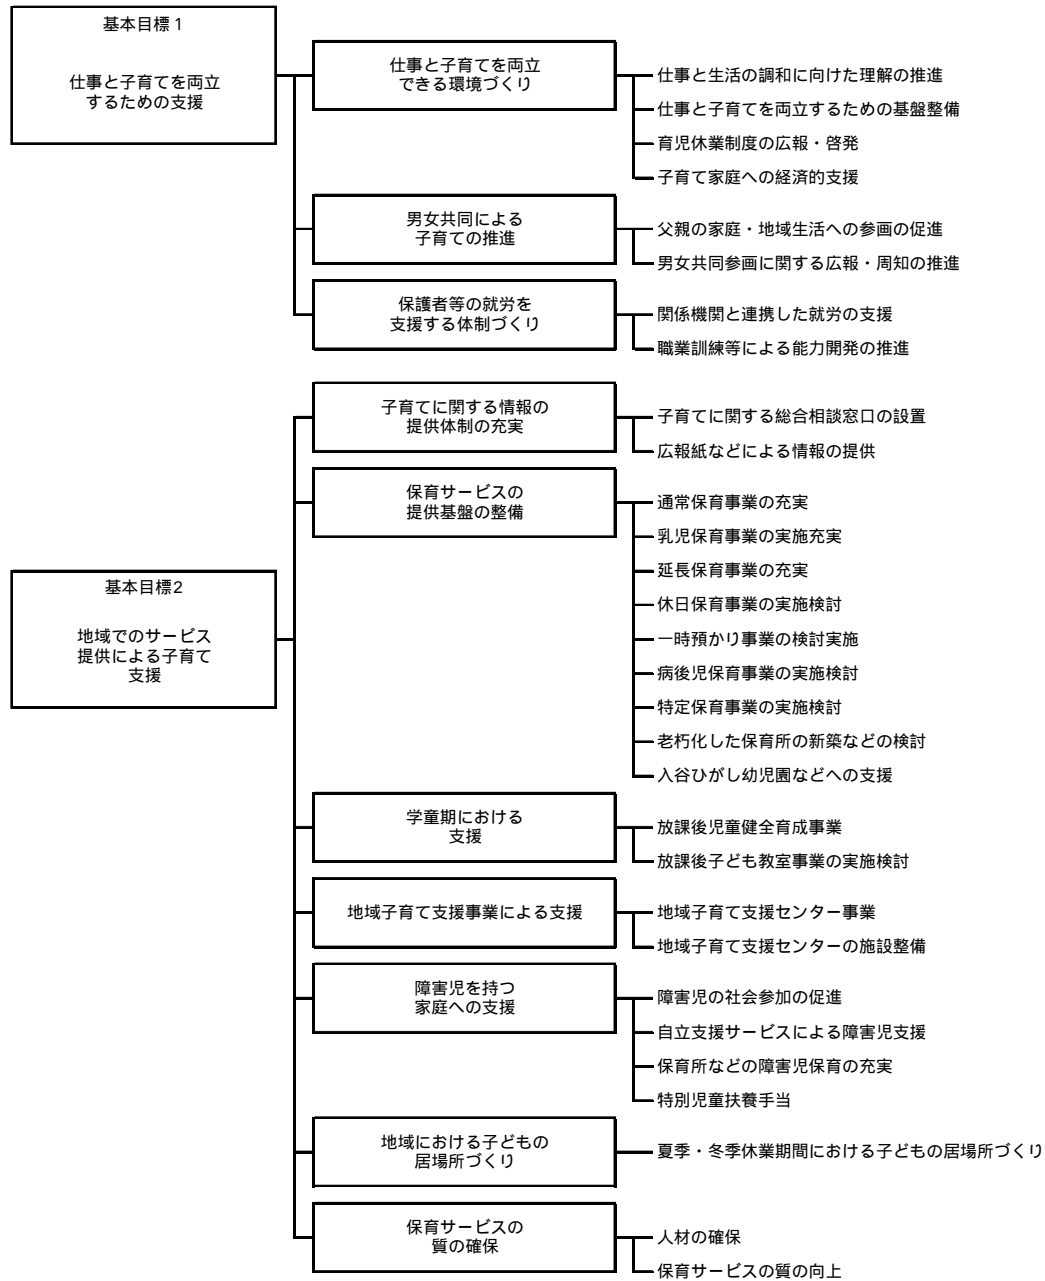 基本目標1
仕事と子育てを両立
するための支援
仕事と子育てを両立
できる環境づくり
仕事と生活の調和に向けた理解の推進
仕事と子育てを両立するための基盤整備
育児休業制度の広報・啓発
子育て家庭への経済的支援
男女共同による
子育ての推進
父親の家庭・地域生活への参画の促進
男女共同参画に関する広報・周知の推進
保護者等の就労を
支援する体制づくり
関係機関と連携した就労の支援
職業訓練等による能力開発の推進
基本目標2
地域でのサービス
提供による子育て
支援
子育てに関する情報の
提供体制の充実
子育てに関する総合相談窓口の設置
広報紙などによる情報の提供
保育サービスの
提供基盤の整備
通常保育事業の充実
乳児保育事業の実施充実
延長保育事業の充実
休日保育事業の実施検討
一時預かり事業の検討実施
病後児保育事業の実施検討
特定保育事業の実施検討
老朽化した保育所の新築などの検討
入谷ひがし幼児園などへの支援
学童期における
支援
放課後児童健全育成事業
放課後子ども教室事業の実施検討
地域子育て支援事業による支援
地域子育て支援センター事業
地域子育て支援センターの施設整備
障害児を持つ
家庭への支援
障害児の社会参加の促進
自立支援サービスによる障害児支援
保育所などの障害児保育の充実
特別児童扶養手当
地域における子どもの
居場所づくり
夏季・冬季休業期間における子どもの居場所づくり
保育サービスの
質の確保
人材の確保
保育サービスの質の向上